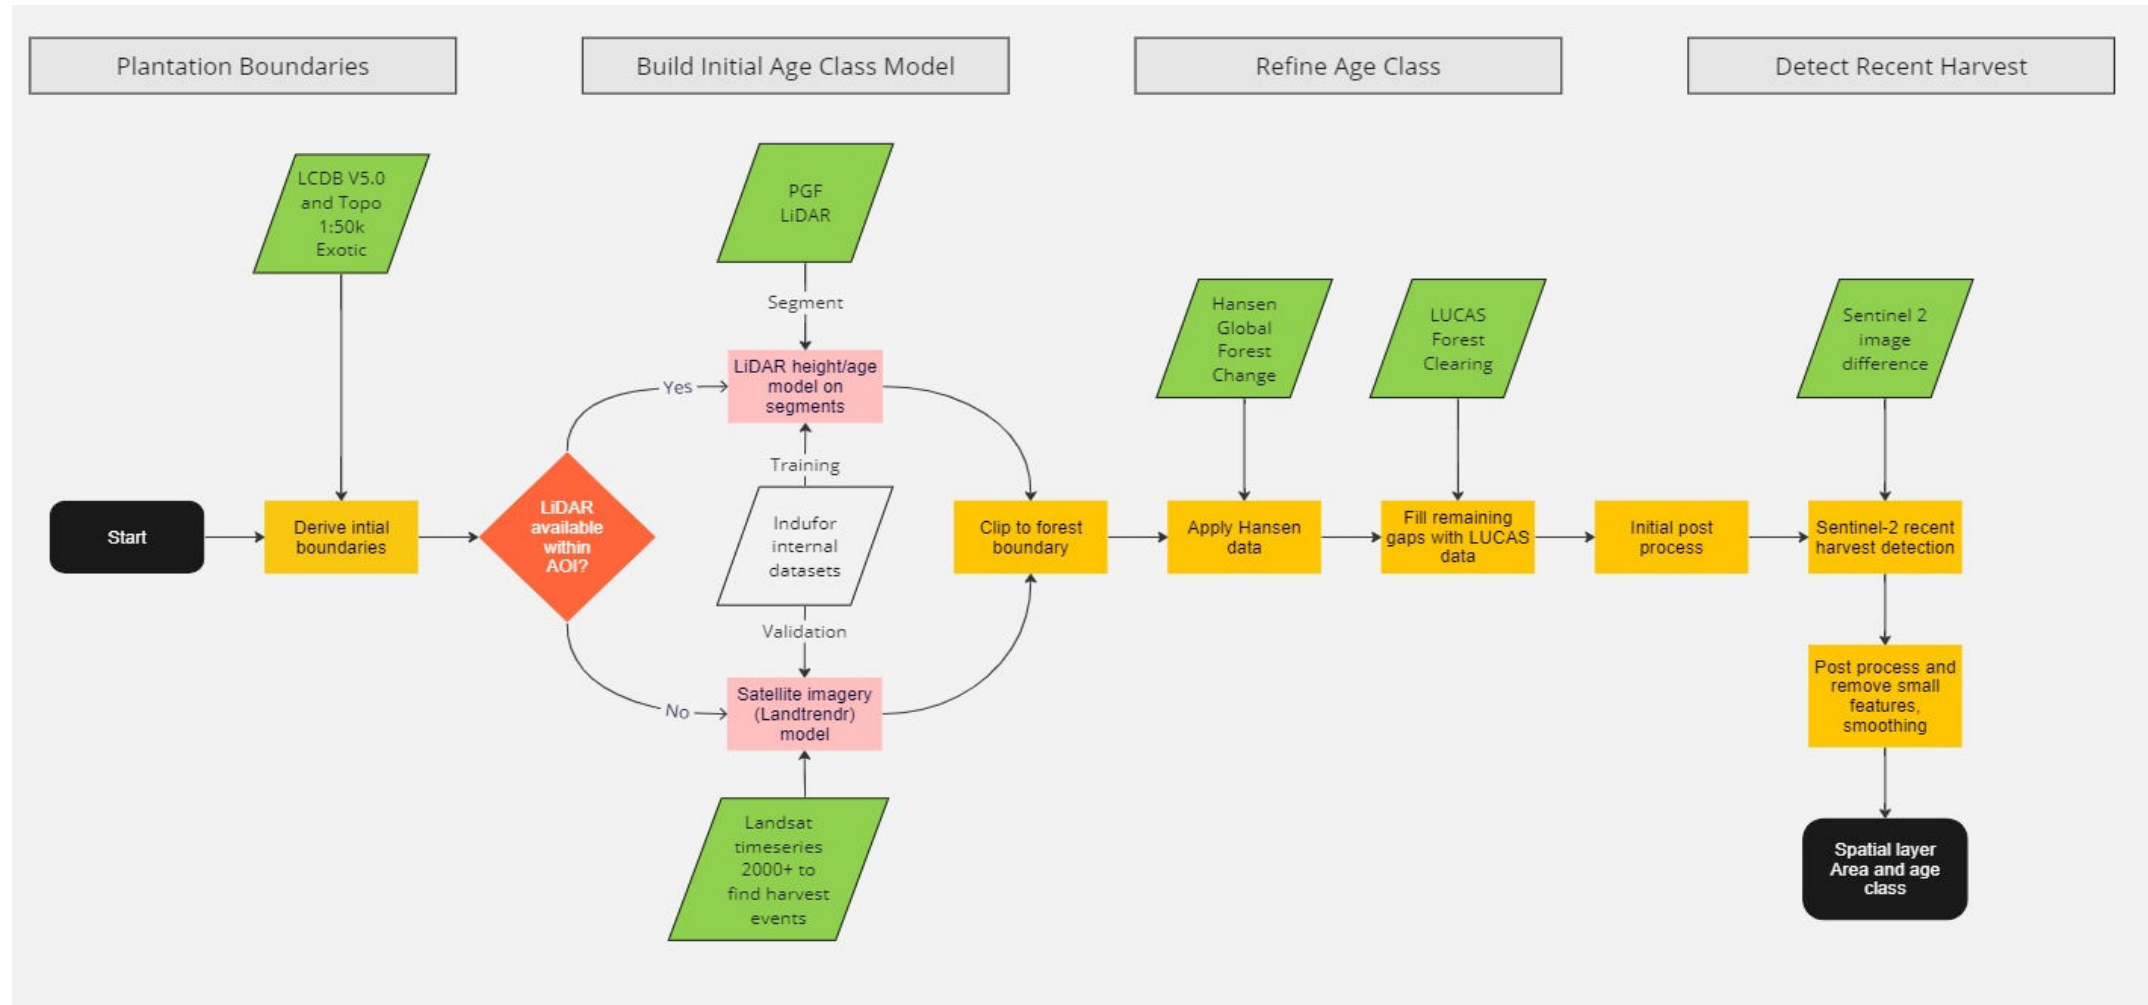 Plantation Boundaries
Build Initial Age Class Model
Refine Age Class
Detect Recent Harvest
LCDB V5.0
and Topo
1:50k
Exotic
PGF
LiDAR
Segment
Hansen
Global
Forest
Change
LUCAS
Forest
Clearing
Sentinel 2
image
difference
Yes
LiDAR height/age
model on
segments
Training
Start
Derive intial
boundaries
LiDAR
available
within
AOI?
Indufor
internal
datasets
Clip to forest
boundary
Apply Hansen
data
Fill remaining
gaps with LUCAS
data
Initial post
process
Sentinel-2 recent
harvest detection
Validation
No
Satellite imagery
(Landtrendr)
model
Post process and
remove small
features,
smoothing
Landsat
timeseries
2000+ to
find harvest
events
Spatial layer
Area and age
class